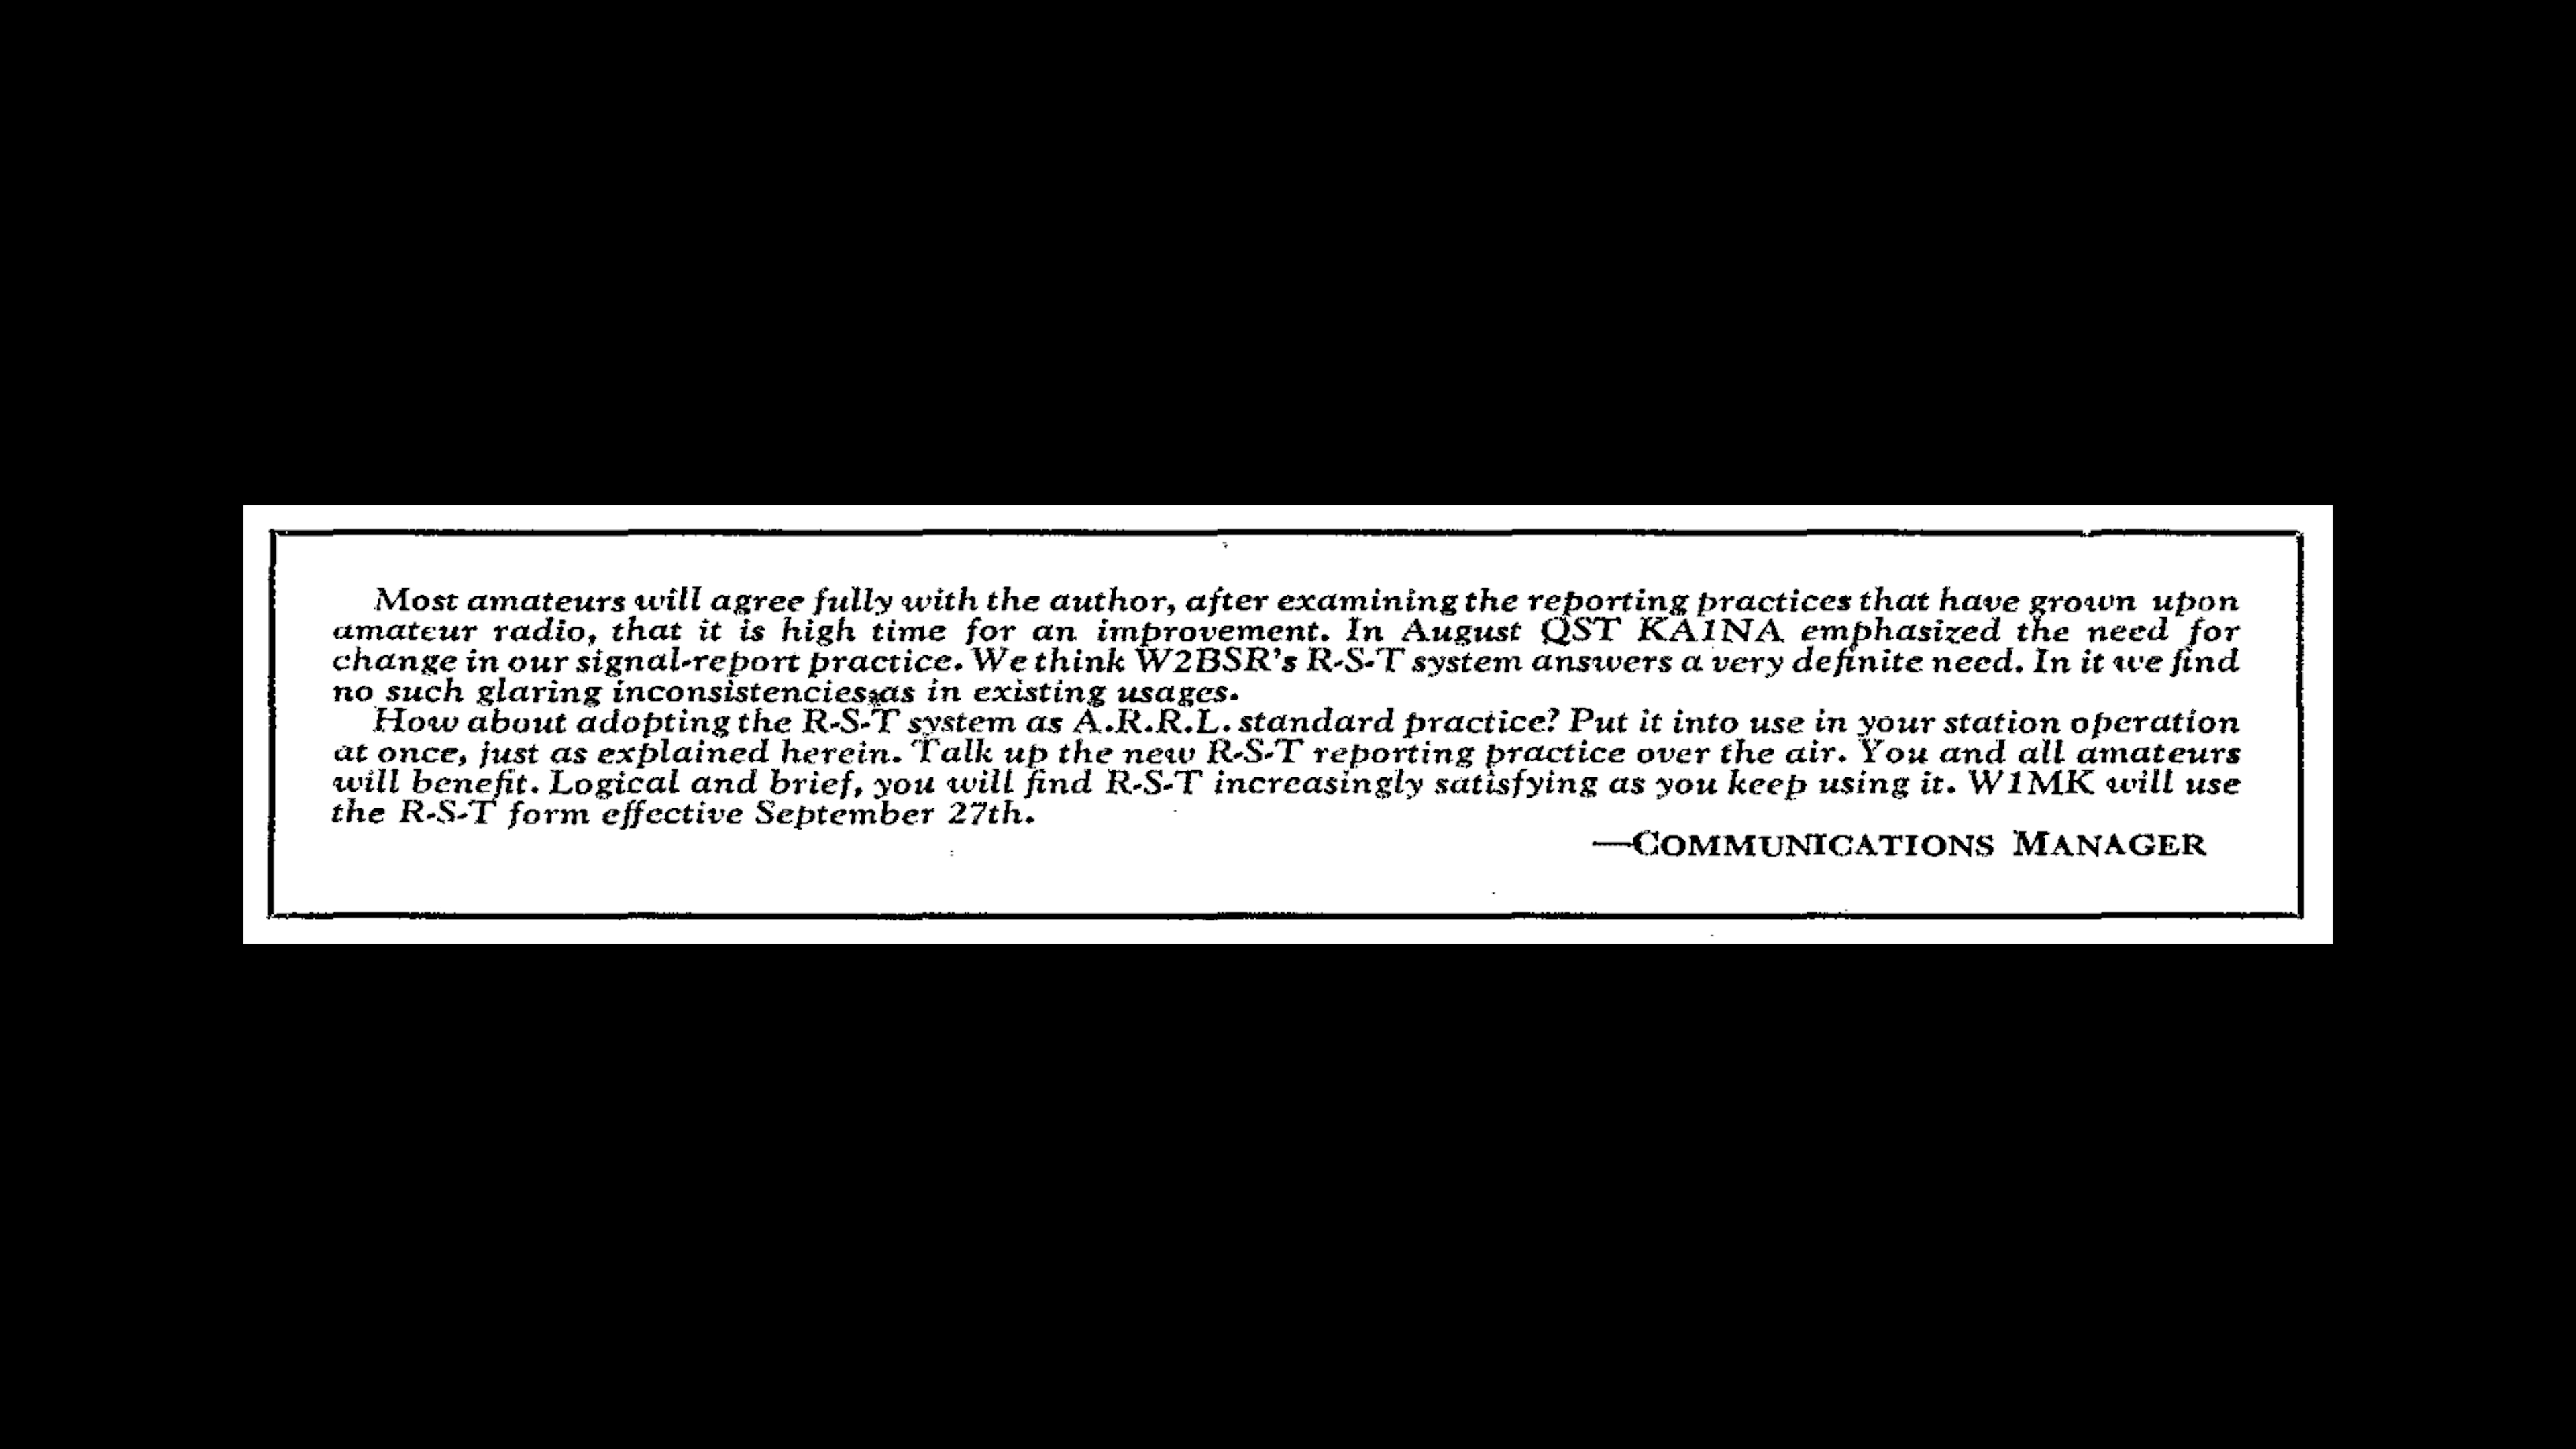 Most amateurs will agree fully with the author, after examining the reporting practices that have grown upon
amateur radio, that it is high time for an improvement. In August QST KA1NA emphasized the need for
change in our signal-report practice. We think W2BSR's R-S-T system answers a very definite need. In it we find
no such glaring inconsistencies as in existing usages.
How about adopting the R-S-T system as A.R.R.L. standard practice? Put it into use in your station operation
at once, just as explained herein. Talk up the new R-S-T reporting practice over the air. You and all amateurs
will benefit. Logical and brief, you will find R-S-T increasingly satisfying as you keep using it. W1MK will use
the R-S-T form effective September 27th.
—COMMUNICATIONS MANAGER